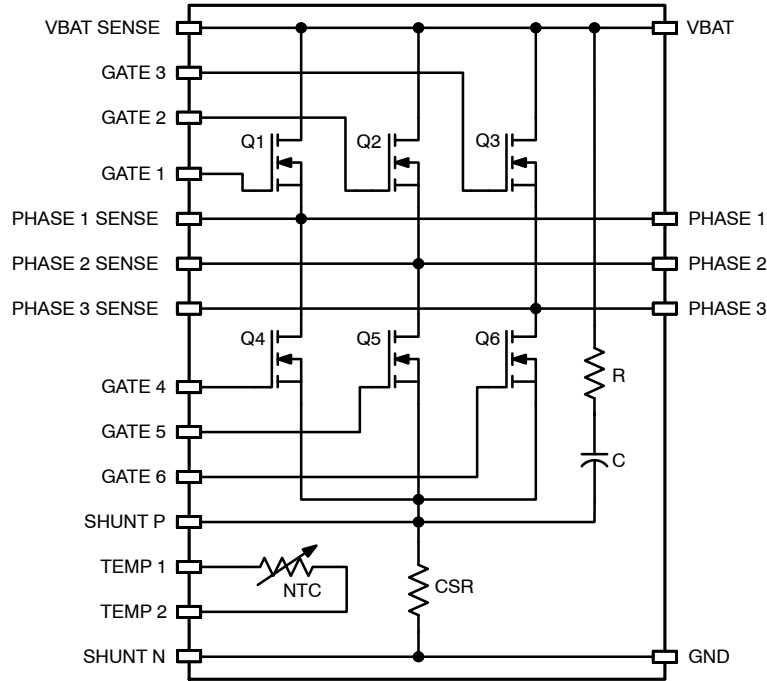 VBAT SENSE
VBAT
GATE 3
GATE 2
Q1
Q2
Q3
GATE 1
PHASE 1 SENSE
PHASE 1
PHASE 2 SENSE
PHASE 2
PHASE 3 SENSE
PHASE 3
Q4
Q5
Q6
R
GATE 4
GATE 5
C
GATE 6
SHUNT P
TEMP 1
NTC
CSR
TEMP 2
SHUNT N
GND